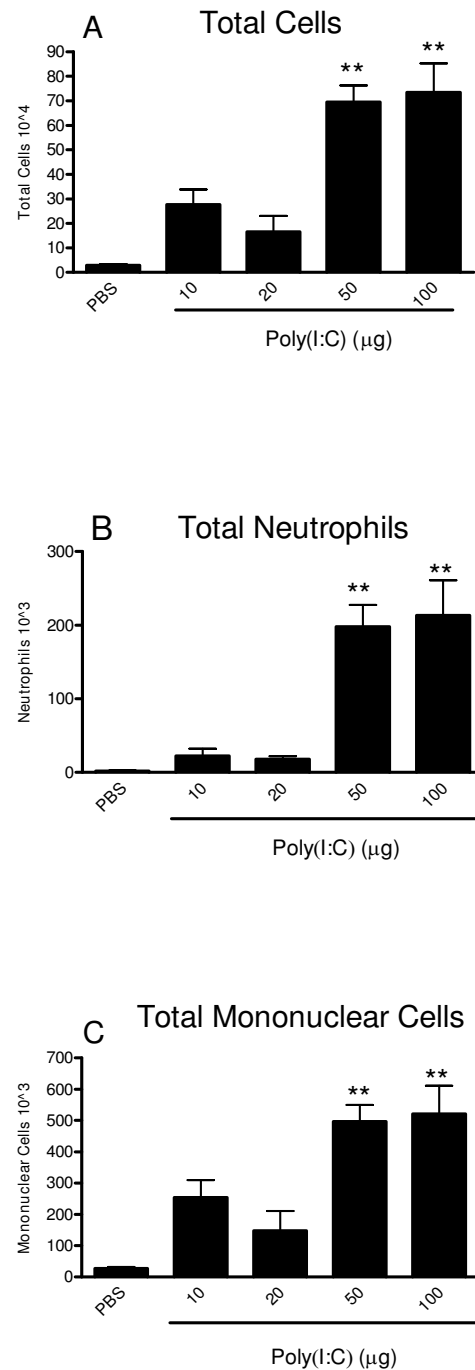 A Total Cells
Total Cells 10^4
90
80
70
60
50
40
30
20
10
0
** **
PBS 10 20 50 100
Poly(I:C) (μg)
B Total Neutrophils
Neutrophils 10^3
300
200
100
0
** **
PBS 10 20 50 100
Poly(I:C) (μg)
C Total Mononuclear Cells
Mononuclear Cells 10^3
700
600
500
400
300
200
100
0
** **
PBS 10 20 50 100
Poly(I:C) (μg)